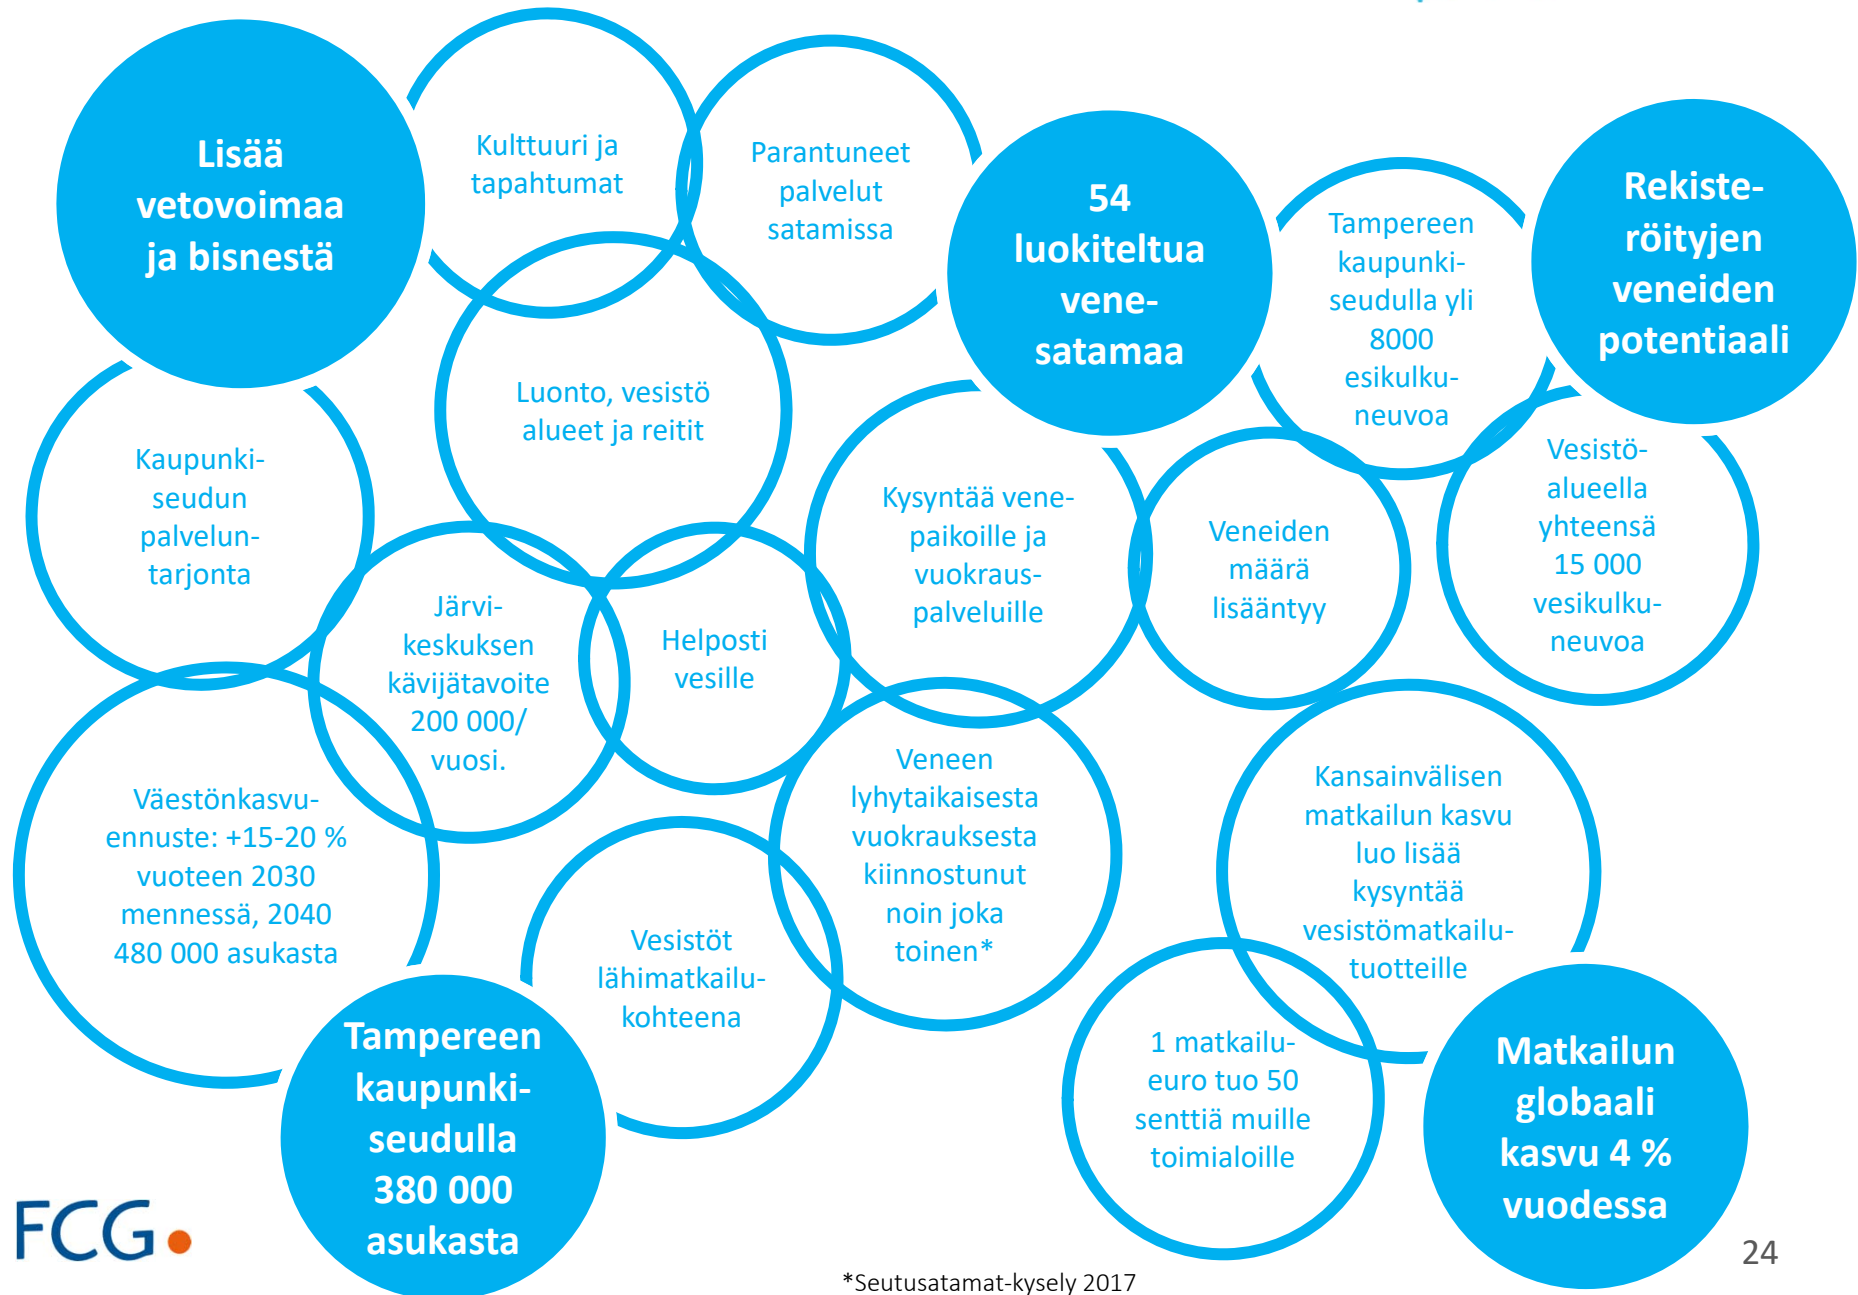 Lisää
vetovoimaa
ja bisnestä
Kulttuuri ja
tapahtumat
Parantuneet
palvelut
satamissa
54
luokiteltua
vene-
satamaa
Tampereen
kaupunki-
seudulla yli
8000
esikulku-
neuvoa
Rekiste-
röityjen
veneiden
potentiaali
Luonto, vesistö
alueet ja reitit
Kaupunki-
seudun
palvelun-
tarjonta
Kysyntää vene-
paikoille ja
vuokraus-
palveluille
Veneiden
määrä
lisääntyy
Vesistö-
alueella
yhteensä
15 000
vesikulku-
neuvoa
Järvi-
keskuksen
kävijätavoite
200 000/
vuosi.
Helposti
vesille
Väestönkasvu-
ennuste: +15-20 %
vuoteen 2030
mennessä, 2040
480 000 asukasta
Veneen
lyhytaikaisesta
vuokrauksesta
kiinnostunut
noin joka
toinen*
Kansainvälisen
matkailun kasvu
luo lisää
kysyntää
vesistömatkailu-
tuotteille
Vesistöt
lähimatkailu-
kohteena
Tampereen
kaupunki-
seudulla
380 000
asukasta
1 matkailu-
euro tuo 50
senttiä muille
toimialoille
Matkailun
globaali
kasvu 4 %
vuodessa
FCG.
24
*Seutusatamat-kysely 2017